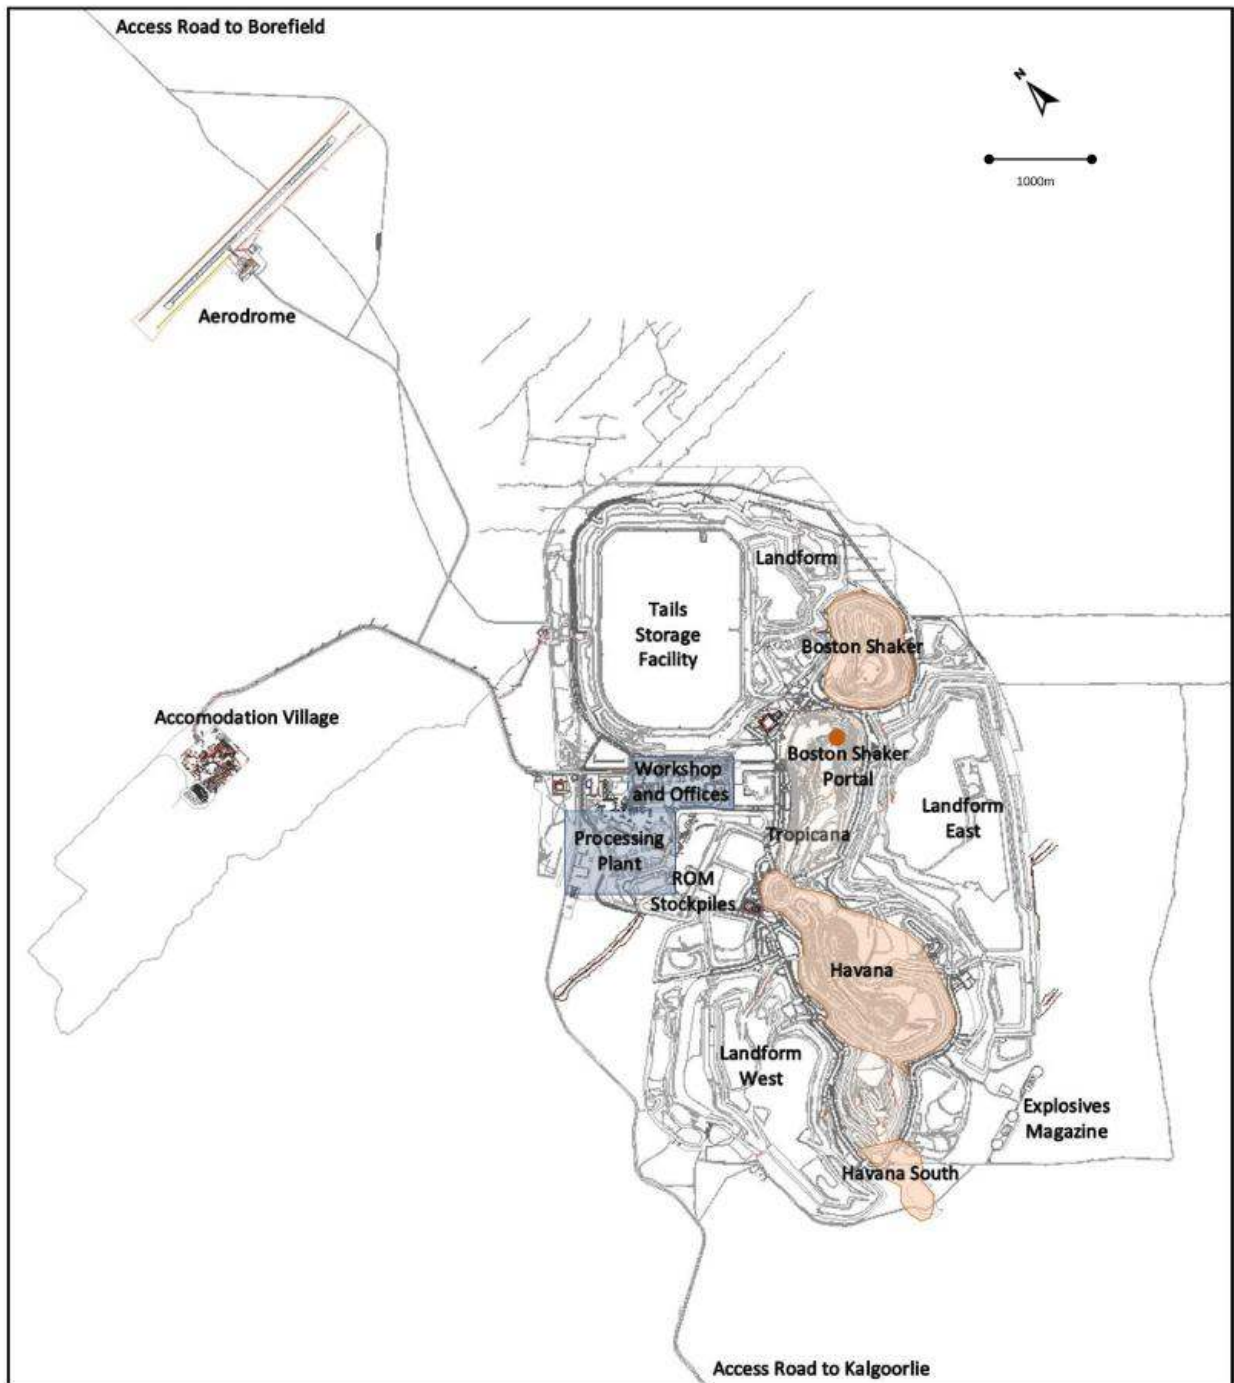 Access Road to Borefield
N
1000m
Aerodrome
Landform
Tails
Storage
Facility
Boston Shaker
Accomodation Village
Boston Shaker
Portal
Workshop
and Offices
Landform
East
Tropicana
Processing
Plant
ROM
Stockpiles
Havana
Landform
West
Explosives
Magazine
Havana South
Access Road to Kalgoorlie